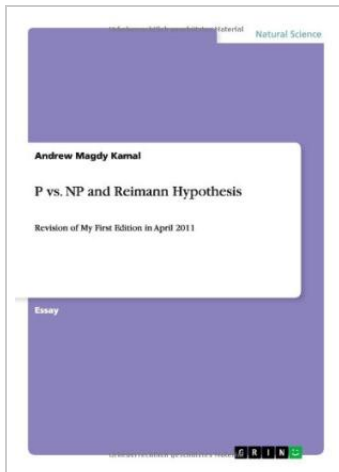 Natural Science
Andrew Magdy Kamal
P vs. NP and Reimann Hypothesis
Revision of My First Edition in April 2011
Essay
GRIN